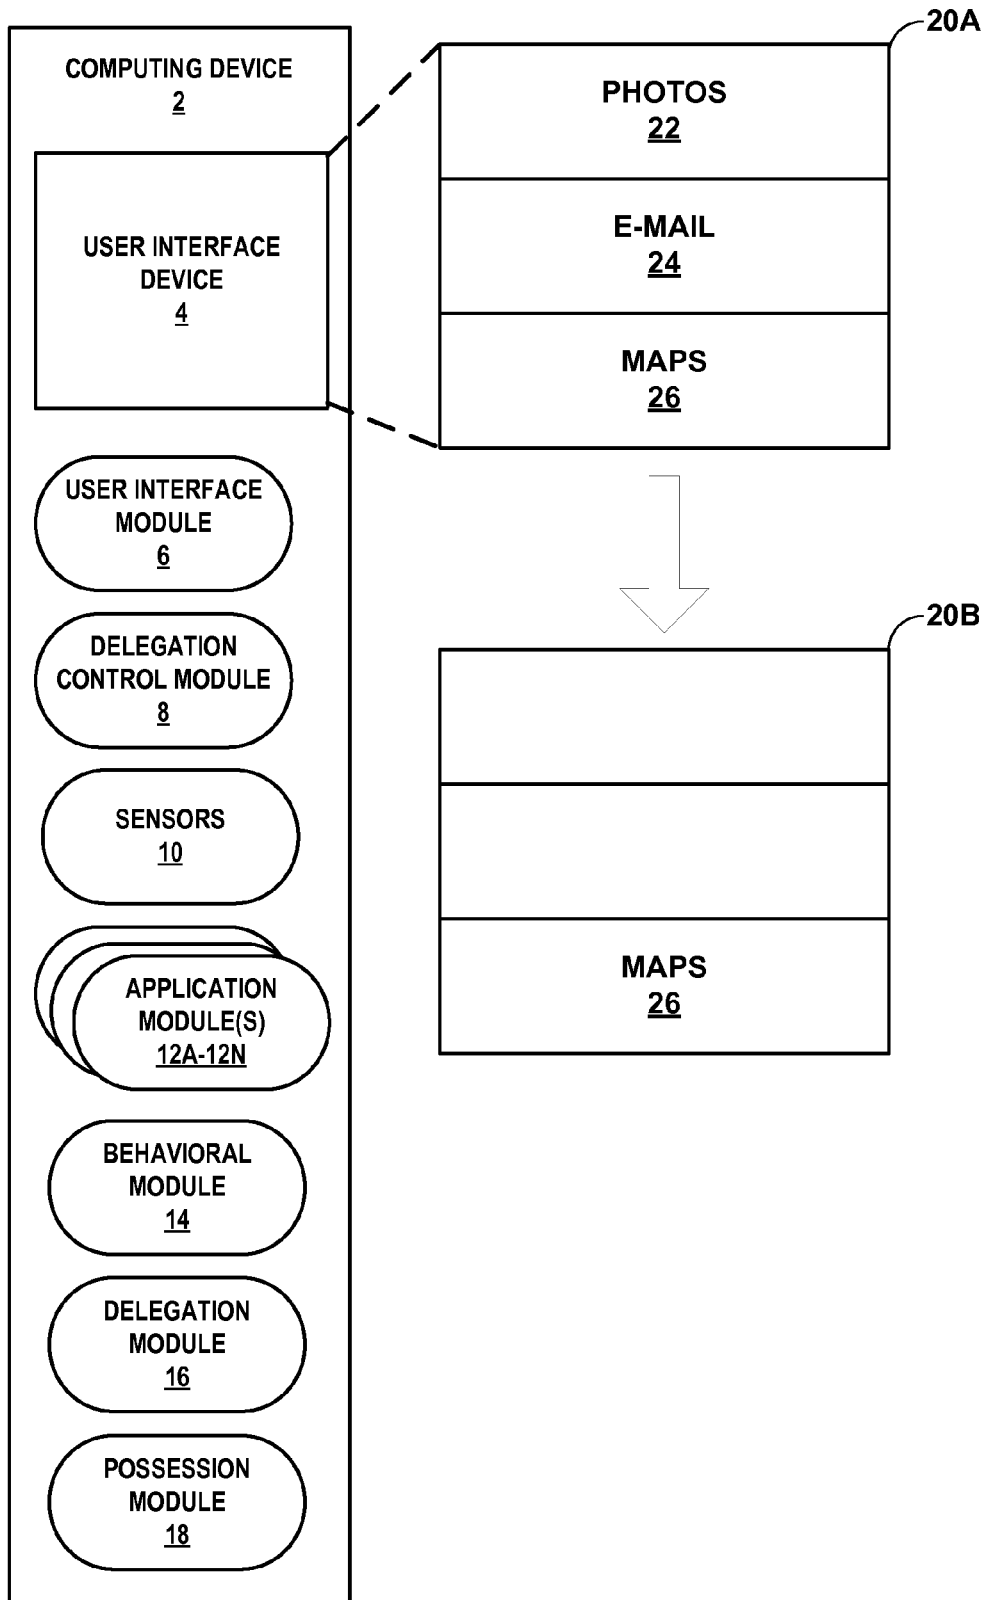 COMPUTING DEVICE
2
USER INTERFACE
DEVICE
4
USER INTERFACE
MODULE
6
DELEGATION
CONTROL MODULE
8
SENSORS
10
APPLICATION
MODULE(S)
12A-12N
BEHAVIORAL
MODULE
14
DELEGATION
MODULE
16
POSSESSION
MODULE
18
20A
PHOTOS
22
E-MAIL
24
MAPS
26
20B
MAPS
26